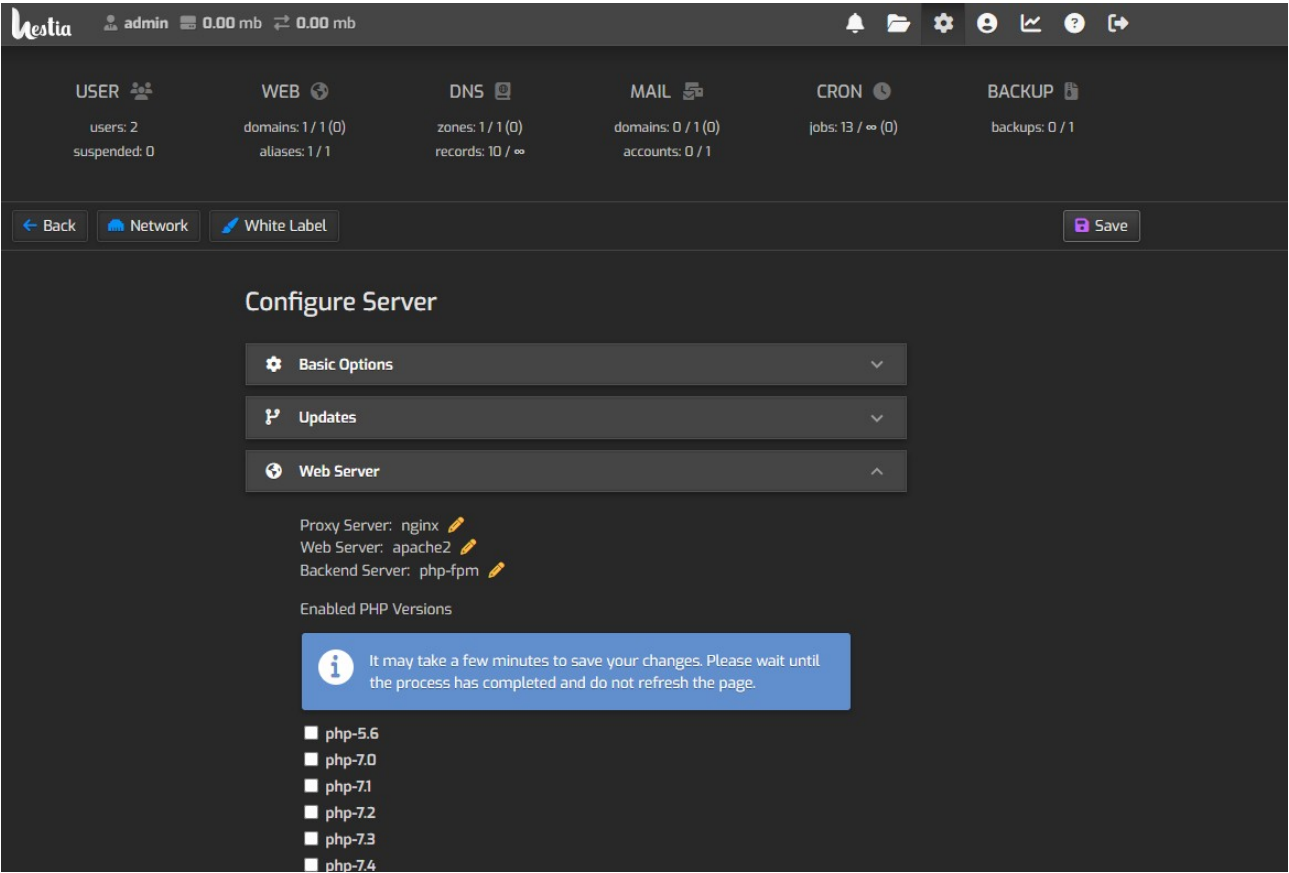 hestia admin 0.00 mb 0.00 mb
USER WEB DNS MAIL CRON BACKUP
users: 2 domains: 1 / 1 (0) zones: 1 / 1 (0) domains: 0 / 1 (0) jobs: 13 / ∞ (0) backups: 0 / 1
suspended: 0 aliases: 1 / 1 records: 10 / ∞ accounts: 0 / 1
Back Network White Label Save
Configure Server
Basic Options
Updates
Web Server
Proxy Server: nginx
Web Server: apache2
Backend Server: php-fpm
Enabled PHP Versions
It may take a few minutes to save your changes. Please wait until
the process has completed and do not refresh the page.
php-5.6
php-7.0
php-7.1
php-7.2
php-7.3
php-7.4